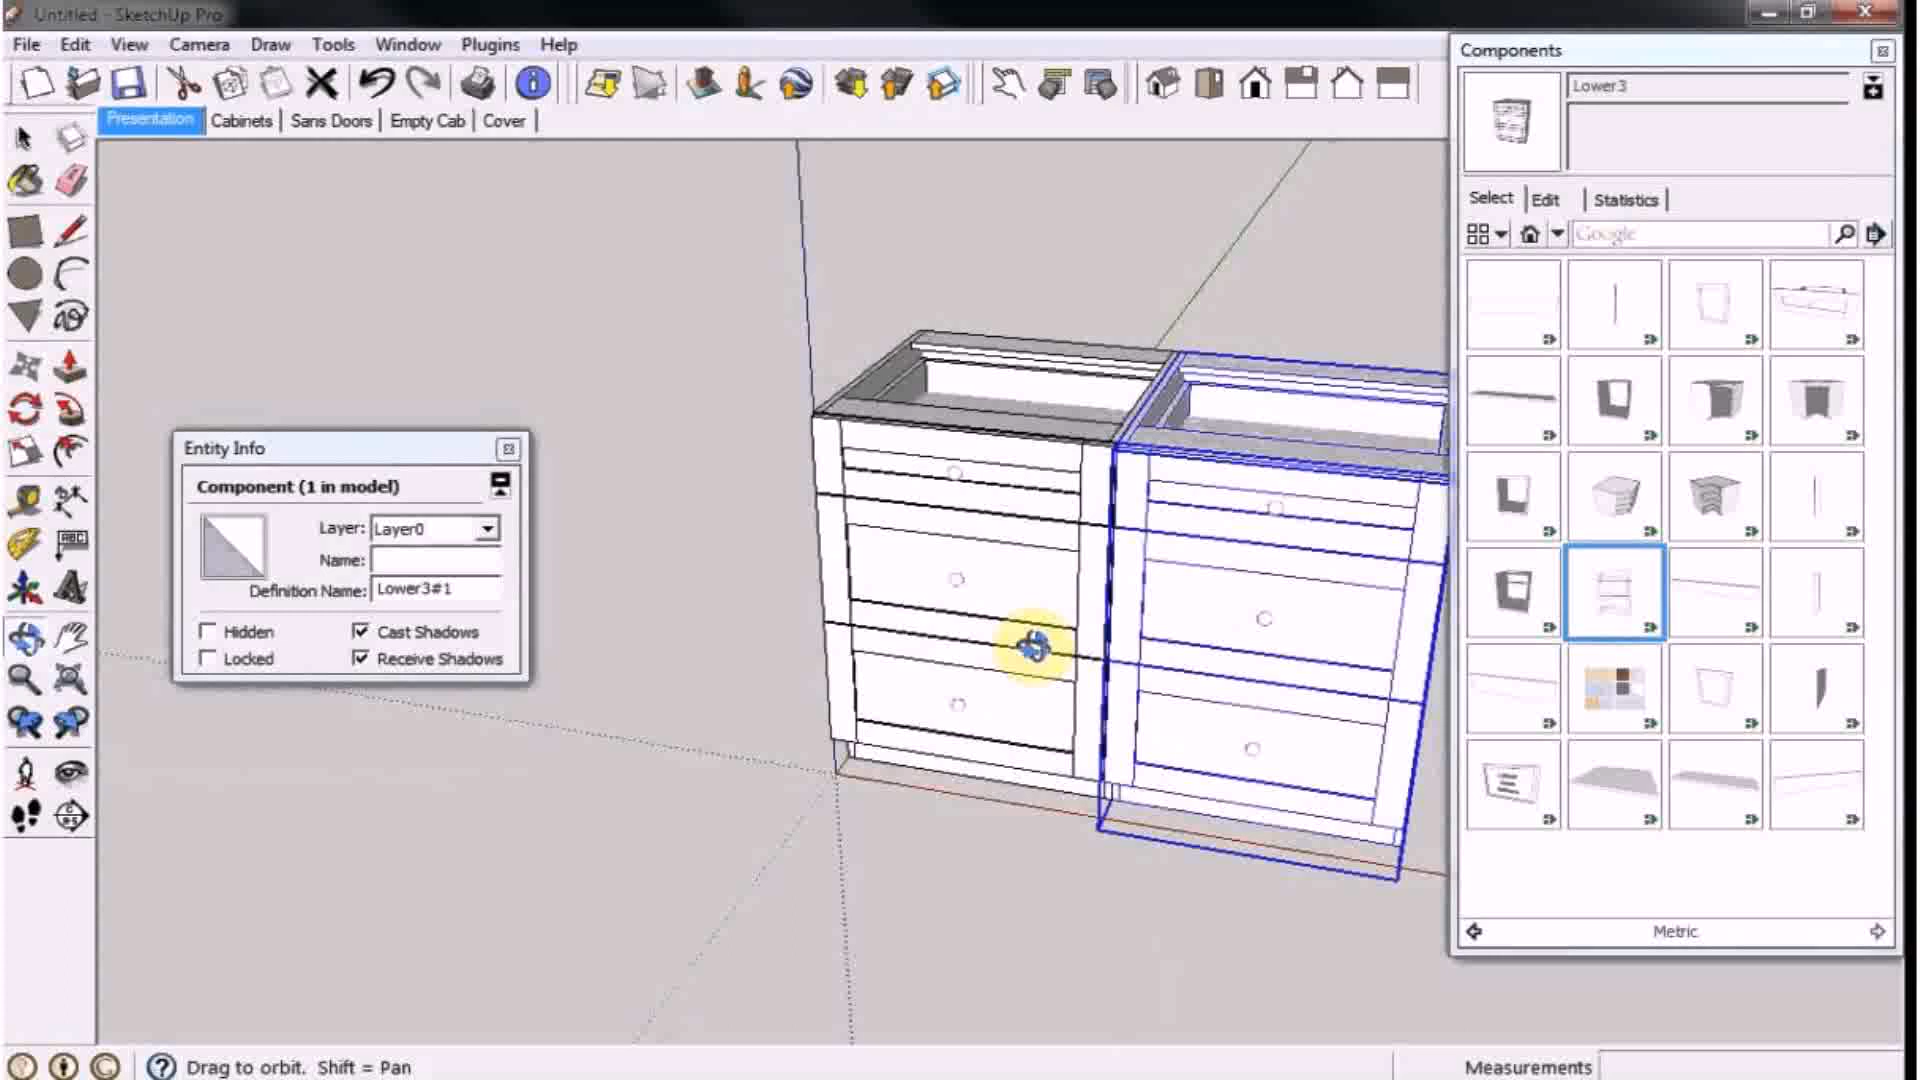 Untitled - SketchUp Pro
File Edit View Camera Draw Tools Window Plugins Help
Presentation Cabinets Sans Doors Empty Cab Cover
Components
Lower3
Select Edit Statistics
Google
Entity Info
Component (1 in model)
Layer: Layer0
Name:
Definition Name: Lower3#1
Hidden Cast Shadows
Locked Receive Shadows
ABC
Metric
Drag to orbit. Shift = Pan
Measurements